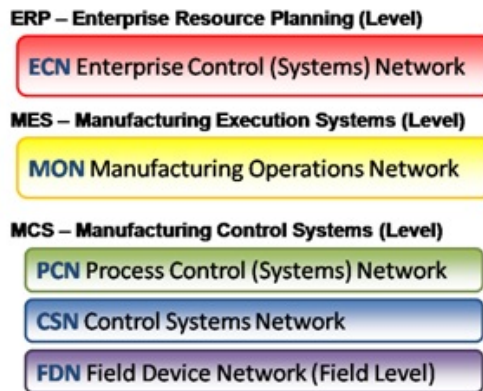 ERP – Enterprise Resource Planning (Level)
ECN Enterprise Control (Systems) Network
MES – Manufacturing Execution Systems (Level)
MON Manufacturing Operations Network
MCS – Manufacturing Control Systems (Level)
PCN Process Control (Systems) Network
CSN Control Systems Network
FDN Field Device Network (Field Level)